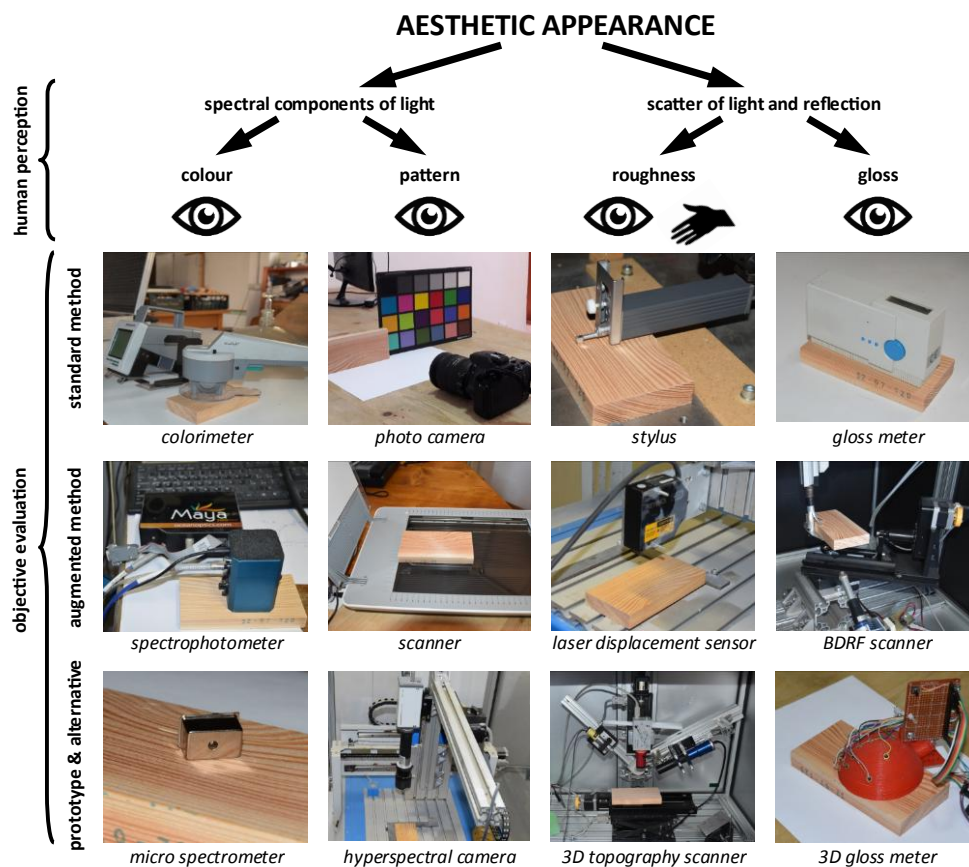 AESTHETIC APPEARANCE
human perception
spectral components of light
scatter of light and reflection
colour
pattern
roughness
gloss
objective evaluation
standard method
colorimeter
photo camera
stylus
gloss meter
augmented method
Maya
spectrophotometer
scanner
laser displacement sensor
BDRF scanner
prototype & alternative
micro spectrometer
hyperspectral camera
3D topography scanner
3D gloss meter